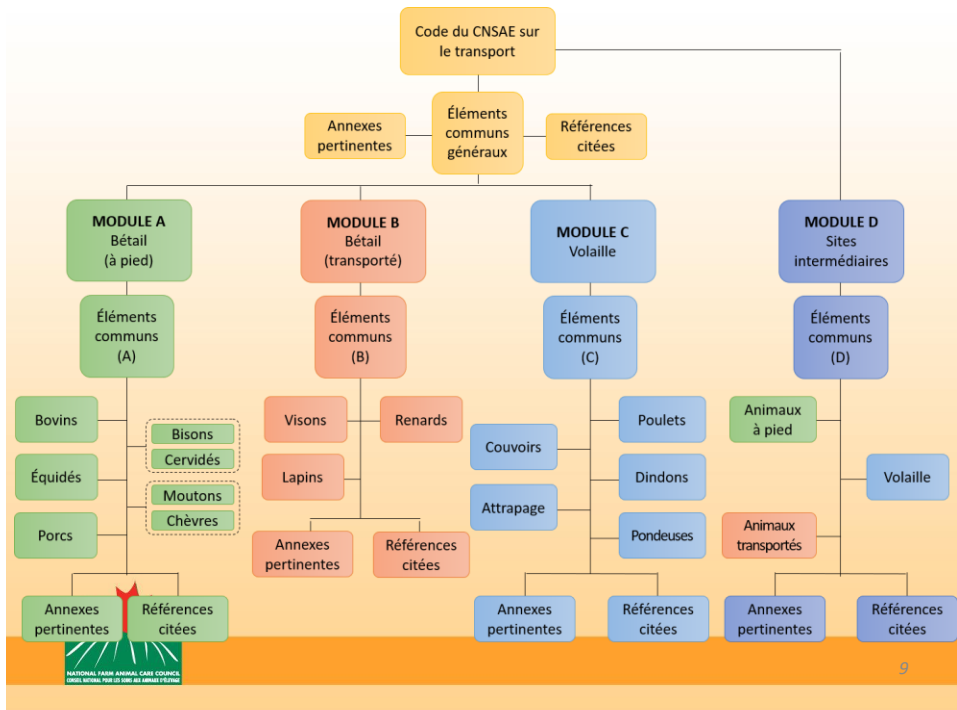 Code du CNSAE sur
le transport
Éléments
communs
généraux
Annexes
pertinentes
Références
citées
MODULE A
Bétail
(à pied)
MODULE B
Bétail
(transporté)
MODULE C
Volaille
MODULE D
Sites
intermédiaires
Éléments
communs
(A)
Éléments
communs
(B)
Éléments
communs
(C)
Éléments
communs
(D)
Bovins
Bisons
Cervidés
Équidés
Moutons
Chèvres
Porcs
Annexes
pertinentes
Références
citées
Visons
Renards
Lapins
Annexes
pertinentes
Références
citées
Poulets
Couvoirs
Dindons
Attrapage
Pondeuses
Annexes
pertinentes
Références
citées
Animaux
à pied
Volaille
Animaux
transportés
Annexes
pertinentes
Références
citées
NATIONAL FARM ANIMAL CARE COUNCIL
CONSEIL NATIONAL POUR LES SOINS AUX ANIMAUX D'ÉLEVAGE
9